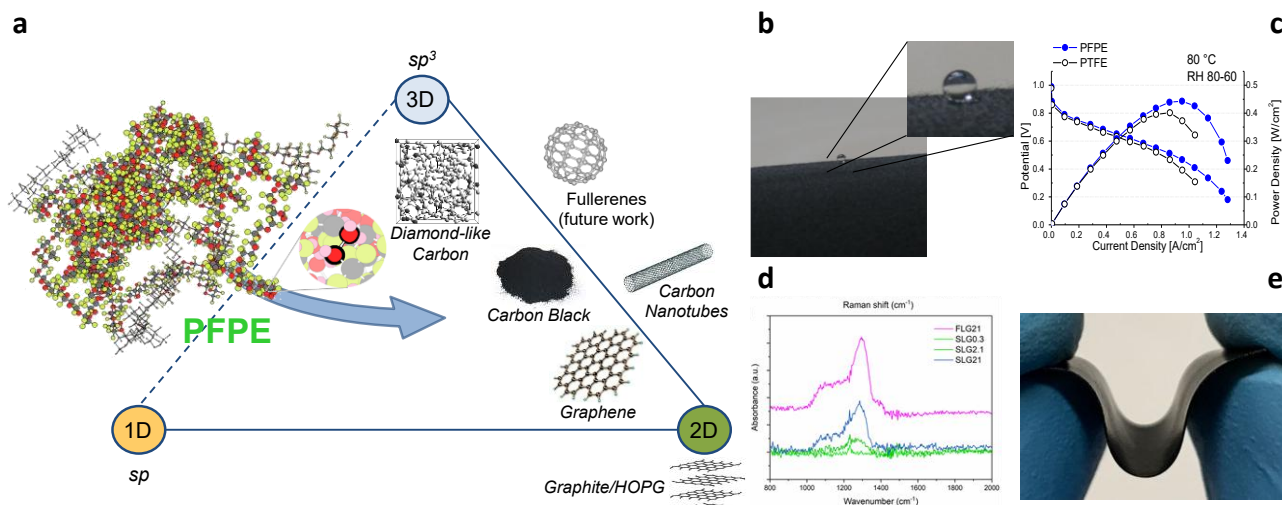 a
sp³
3D
Fullerenes
(future work)
Diamond-like
Carbon
Carbon Black
Carbon
Nanotubes
PFPE
Graphene
1D
2D
sp
Graphite/HOPG
b
c
PFPE
PTFE
80 °C
RH 80-60
1.0
0.8
0.6
0.4
0.2
0.0
Potential [V]
0.5
0.4
0.3
0.2
0.1
0.0
Power Density [W/cm²]
0.0 0.2 0.4 0.6 0.8 1.0 1.2 1.4
Current Density [A/cm²]
d
Raman shift (cm⁻¹)
FLG21
SLG0.3
SLG2.1
SLG21
Absorbance (a.u.)
800 1000 1200 1400 1600 1800 2000
Wavenumber (cm⁻¹)
e